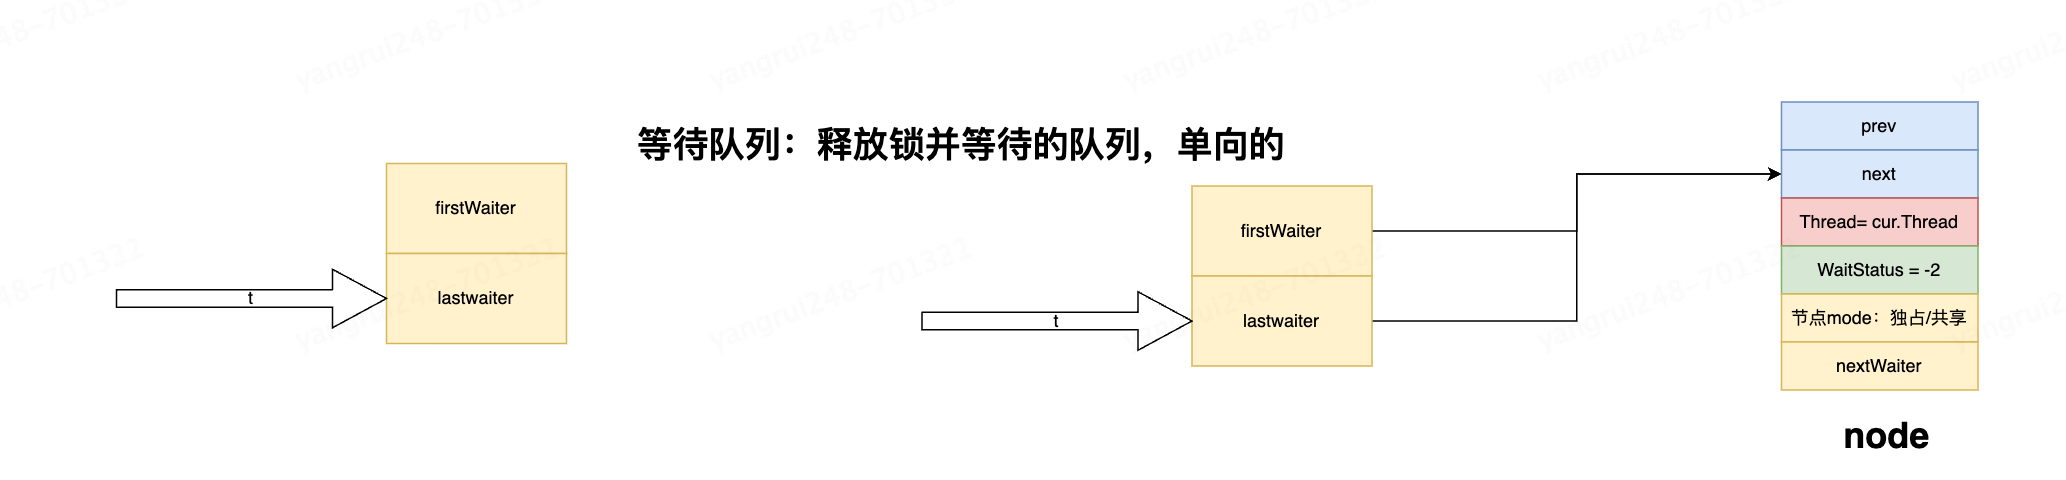 等待队列：释放锁并等待的队列，单向的
firstWaiter
t
lastwaiter
firstWaiter
t
lastwaiter
prev
next
Thread= cur.Thread
WaitStatus = -2
节点mode：独占/共享
nextWaiter
node
yangrui248-701322